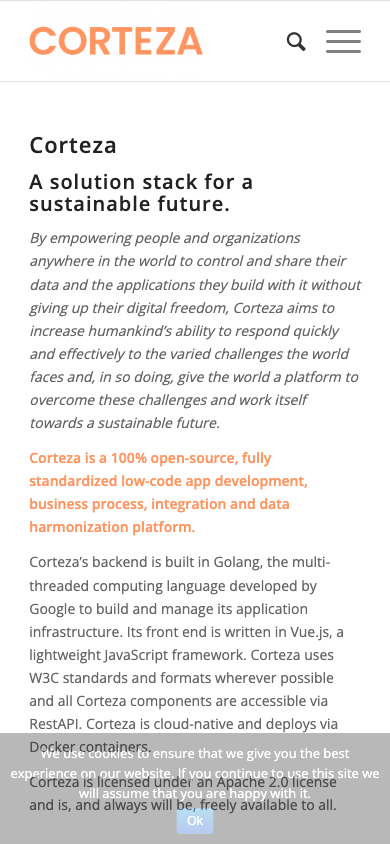 CORTEZA
Corteza
A solution stack for a
sustainable future.
By empowering people and organizations
anywhere in the world to control and share their
data and the applications they build with it without
giving up their digital freedom, Corteza aims to
increase humankind’s ability to respond quickly
and effectively to the varied challenges the world
faces and, in so doing, give the world a platform to
overcome these challenges and work itself
towards a sustainable future.
Corteza is a 100% open-source, fully
standardized low-code app development,
business process, integration and data
harmonization platform.
Corteza’s backend is built in Golang, the multi-
threaded computing language developed by
Google to build and manage its application
infrastructure. Its front end is written in Vue.js, a
lightweight JavaScript framework. Corteza uses
W3C standards and formats wherever possible
and all Corteza components are accessible via
RestAPI. Corteza is cloud-native and deploys via
Docker containers.
Corteza is licensed under an Apache 2.0 license
and is, and always will be, freely available to all.
We use cookies to ensure that we give you the best
experience on our website. If you continue to use this site we
will assume that you are happy with it.
Ok